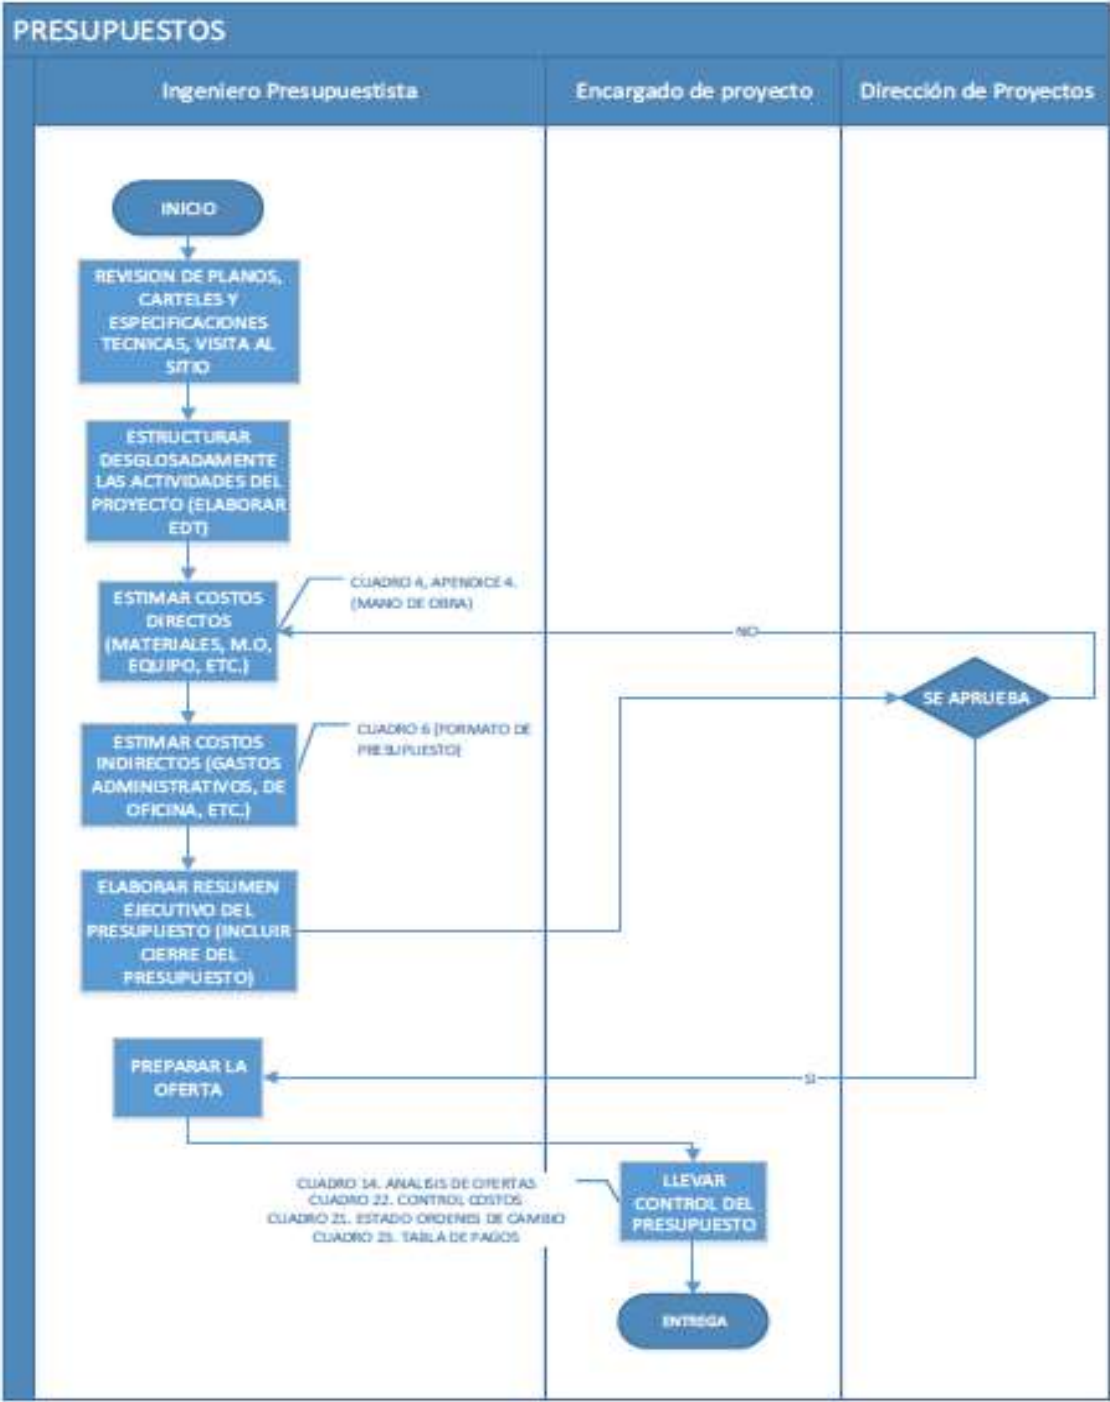 PRESUPUESTOS
Ingeniero Presupuestista
Encargado de proyecto
Dirección de Proyectos
INICIO
REVISION DE PLANOS,
CARTELES Y
ESPECIFICACIONES
TECNICAS, VISITA AL
SITIO
ESTRUCTURAR
DESGLOSADAMENTE
LAS ACTIVIDADES DEL
PROYECTO (ELABORAR
EDT)
ESTIMAR COSTOS
DIRECTOS
(MATERIALES, M.O,
EQUIPO, ETC.)
CUADRO 4, APENDICE 4.
(MANO DE OBRA)
NO
SE APRUEBA
ESTIMAR COSTOS
INDIRECTOS (GASTOS
ADMINISTRATIVOS, DE
OFICINA, ETC.)
CUADRO 6 (FORMATO DE
PRESUPUESTO)
ELABORAR RESUMEN
EJECUTIVO DEL
PRESUPUESTO (INCLUIR
CIERRE DEL
PRESUPUESTO)
PREPARAR LA
OFERTA
SI
CUADRO 14. ANALISIS DE OFERTAS
CUADRO 22. CONTROL COSTOS
CUADRO 21. ESTADO ORDENES DE CAMBIO
CUADRO 23. TABLA DE PAGOS
LLEVAR
CONTROL DEL
PRESUPUESTO
ENTREGA